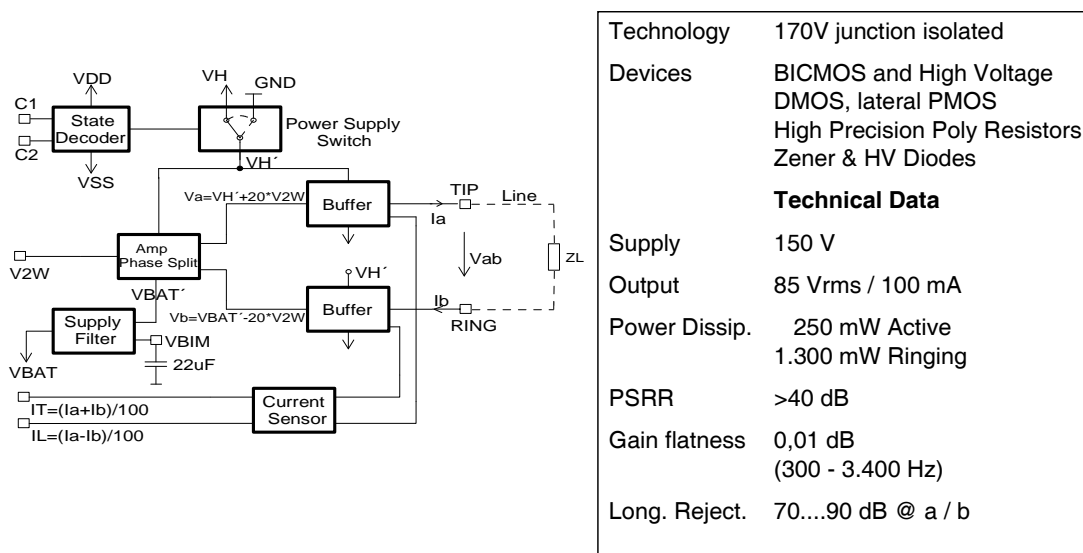 VDD
VH
GND
C1
C2
State
Decoder
VSS
Power Supply
Switch
VH´
Va=VH´+20*V2W
Buffer
TIP
Ia
Line
Amp
Phase Split
V2W
VBAT´
Vab
ZL
VH´
Vb=VBAT´-20*V2W
Buffer
Ib
RING
Supply
Filter
VBIM
VBAT
22uF
IT=(Ia+Ib)/100
IL=(Ia-Ib)/100
Current
Sensor
Technology 170V junction isolated
Devices BICMOS and High Voltage
DMOS, lateral PMOS
High Precision Poly Resistors
Zener & HV Diodes
Technical Data
Supply 150 V
Output 85 Vrms / 100 mA
Power Dissip. 250 mW Active
1.300 mW Ringing
PSRR >40 dB
Gain flatness 0,01 dB
(300 - 3.400 Hz)
Long. Reject. 70....90 dB @ a / b